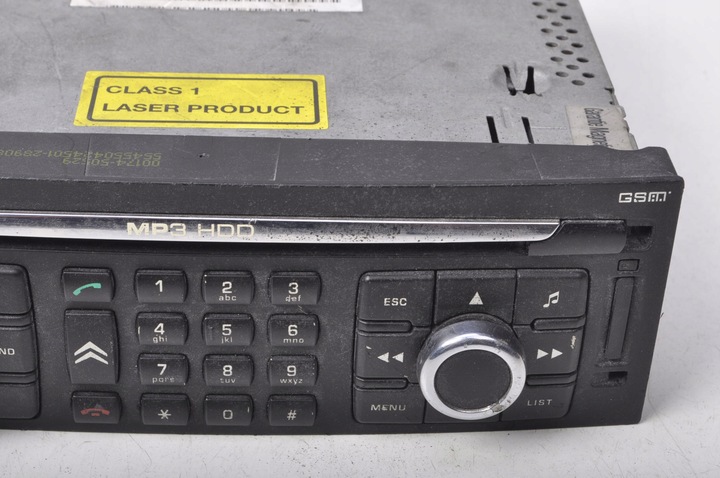 CLASS 1
LASER PRODUCT
GSM
MP3 HDD
1
2
abc
3
def
4
ghi
5
jkl
6
mno
7
pqrs
8
tuv
9
wxyz
*
0
#
ND
ESC
MENU
LIST